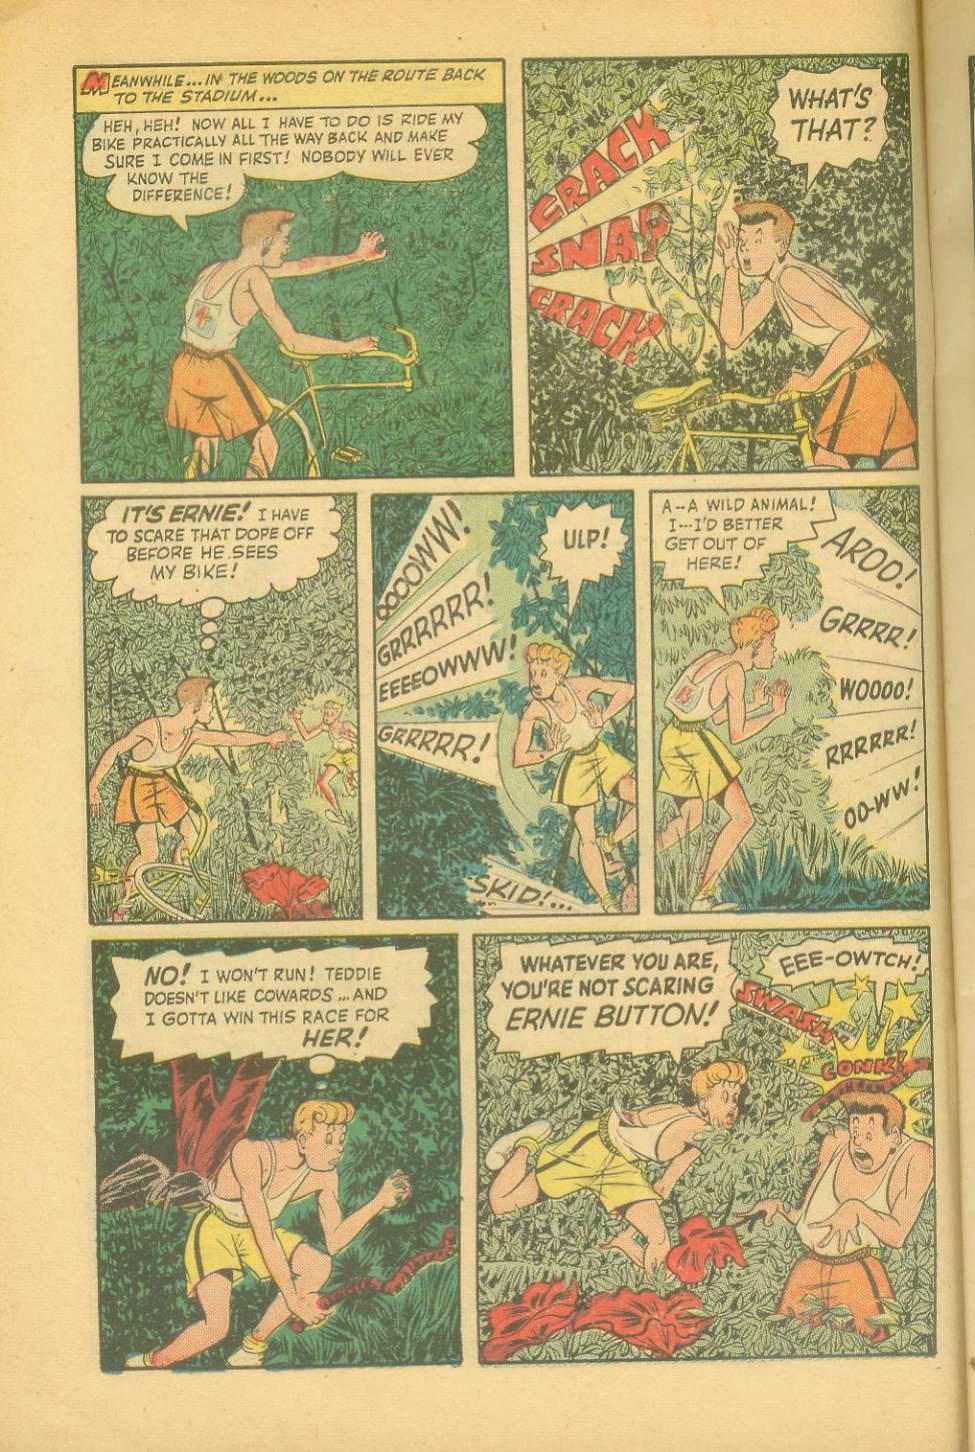 MEANWHILE...IN THE WOODS ON THE ROUTE BACK
TO THE STADIUM...
HEH, HEH! NOW ALL I HAVE TO DO IS RIDE MY
BIKE PRACTICALLY ALL THE WAY BACK AND MAKE
SURE I COME IN FIRST! NOBODY WILL EVER
KNOW THE
DIFFERENCE!
4
CRACK
SNAP
CRACK
WHAT'S
THAT?
IT'S ERNIE! I HAVE
TO SCARE THAT DOPE OFF
BEFORE HE SEES
MY BIKE!
OOOOWW!
GRRRRRR!
EEEEOWWW!
GRRRRR!
ULP!
SKID!...
A--A WILD ANIMAL!
I---I'D BETTER
GET OUT OF
HERE!
AROO!
GRRRR!
WOOOO!
RRRRRR!
OO-WW!
NO! I WON'T RUN! TEDDIE
DOESN'T LIKE COWARDS...AND
I GOTTA WIN THIS RACE FOR
HER!
WHATEVER YOU ARE,
YOU'RE NOT SCARING
ERNIE BUTTON!
SWASH
CONK!
EEE-OWTCH!